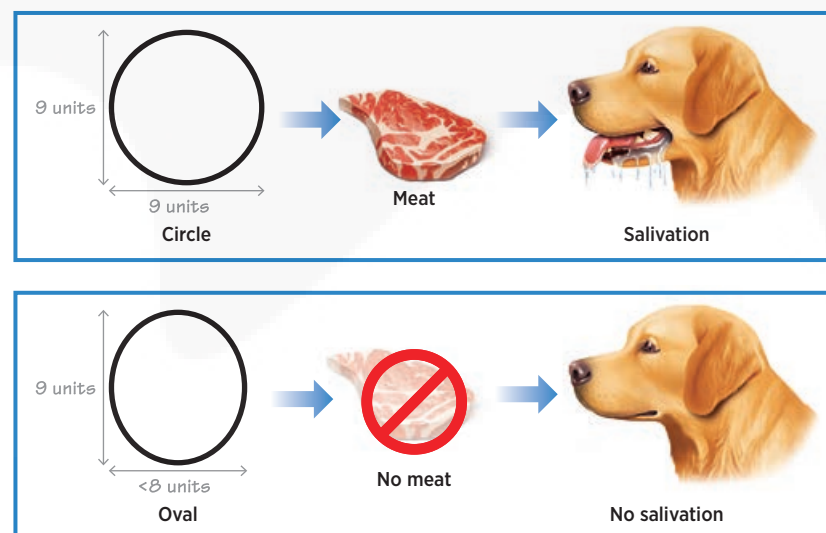 9 units
9 units
Circle
Meat
Salivation
9 units
<8 units
Oval
No meat
No salivation